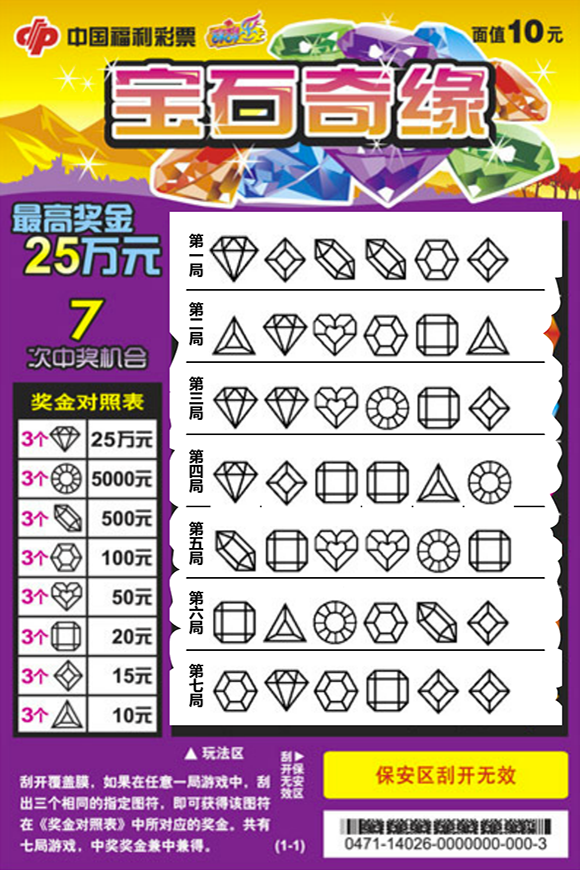 中国福利彩票
面值10元
宝石奇缘
最高奖金
25万元
7
次中奖机会
奖金对照表
3个 25万元
3个 5000元
3个 500元
3个 100元
3个 50元
3个 20元
3个 15元
3个 10元
第一局
第二局
第三局
第四局
第五局
第六局
第七局
▲玩法区
刮开覆盖膜，如果在任意一局游戏中，刮
出三个相同的指定图符，即可获得该图符
在《奖金对照表》中所对应的奖金。共有
七局游戏，中奖奖金兼中兼得。
(1-1)
刮开无效
▶保安区
保安区刮开无效
0471-14026-0000000-000-3